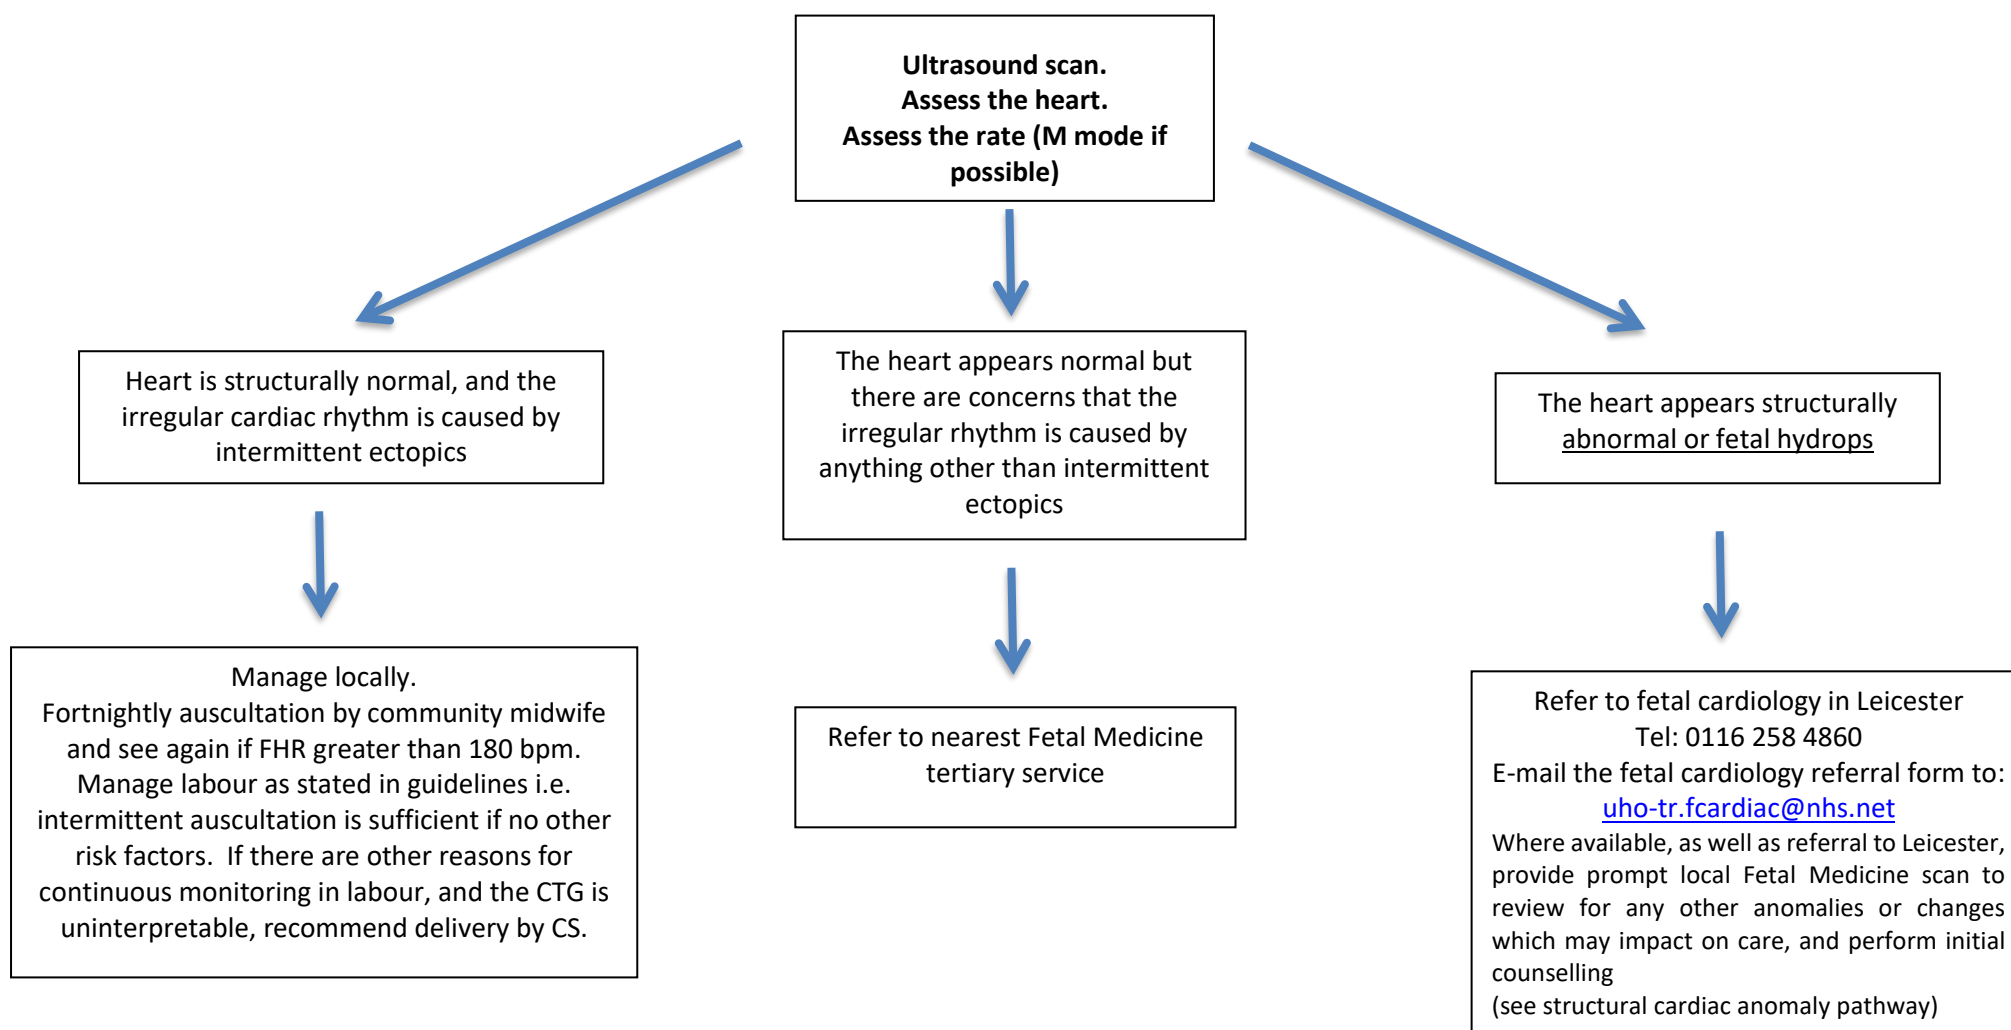 Ultrasound scan.
Assess the heart.
Assess the rate (M mode if
possible)
Heart is structurally normal, and the
irregular cardiac rhythm is caused by
intermittent ectopics
The heart appears normal but
there are concerns that the
irregular rhythm is caused by
anything other than intermittent
ectopics
The heart appears structurally
abnormal or fetal hydrops
Manage locally.
Fortnightly auscultation by community midwife
and see again if FHR greater than 180 bpm.
Manage labour as stated in guidelines i.e.
intermittent auscultation is sufficient if no other
risk factors.  If there are other reasons for
continuous monitoring in labour, and the CTG is
uninterpretable, recommend delivery by CS.
Refer to nearest Fetal Medicine
tertiary service
Refer to fetal cardiology in Leicester
Tel: 0116 258 4860
E-mail the fetal cardiology referral form to:
uho-tr.fcardiac@nhs.net
Where available, as well as referral to Leicester,
provide prompt local Fetal Medicine scan to
review for any other anomalies or changes
which may impact on care, and perform initial
counselling
(see structural cardiac anomaly pathway)